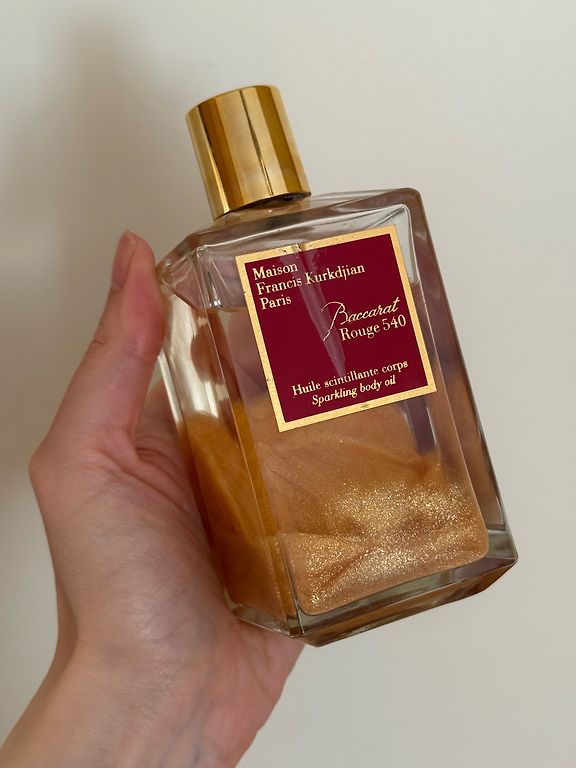 Maison
Francis Kurkdjian
Paris
Baccarat
Rouge 540
Huile scintillante corps
Sparkling body oil